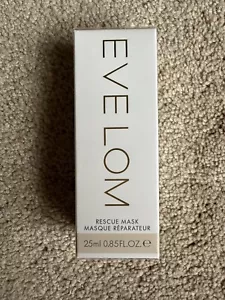 EVE LOM
RESCUE MASK
MASQUE RÉPARATEUR
25ml 0.85FL.OZ.℮